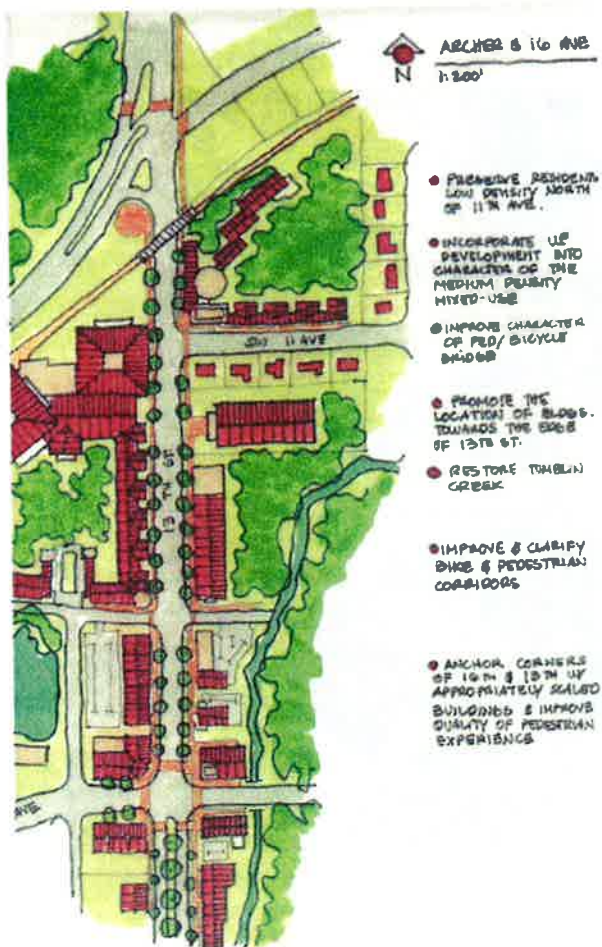 ARCHER & 16 AVE
N
1:200'
PRESERVE RESIDENTL
LOW DENSITY NORTH
OF 11TH AVE.
INCORPORATE UF
DEVELOPMENT INTO
CHARACTER OF THE
MEDIUM DENSITY
MIXED-USE
IMPROVE CHARACTER
OF PED/BICYCLE
BRIDGE
PROMOTE THE
LOCATION OF BLDGS.
TOWARDS THE EDGE
OF 13TH ST.
RESTORE TUMBLIN
CREEK
IMPROVE & CLARIFY
BIKE & PEDESTRIAN
CORRIDORS
ANCHOR CORNERS
OF 16TH & 13TH W/
APPROPRIATELY SCALED
BUILDINGS & IMPROVE
QUALITY OF PEDESTRIAN
EXPERIENCE
SW 11 AVE
13TH ST
AVE